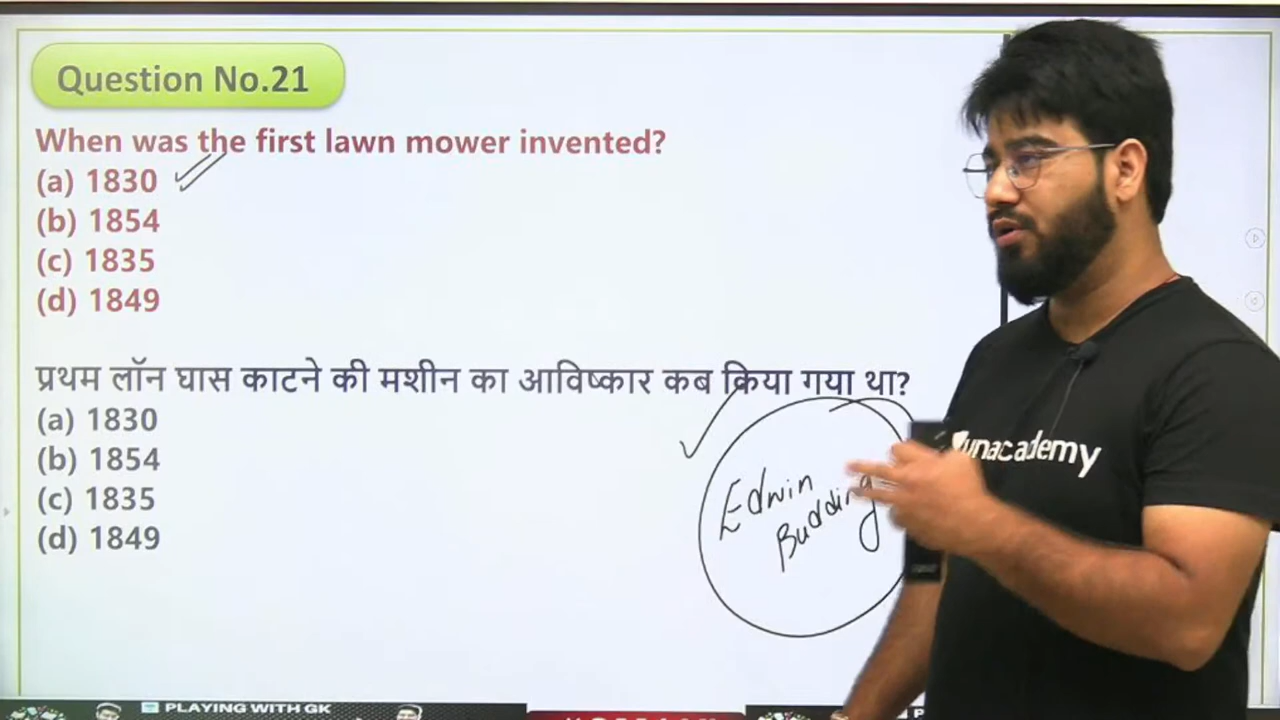 Question No.21
When was the first lawn mower invented?
(a) 1830
(b) 1854
(c) 1835
(d) 1849
प्रथम लॉन घास काटने की मशीन का आविष्कार कब किया गया था?
(a) 1830
(b) 1854
(c) 1835
(d) 1849
Edwin
Budding
unacademy
PLAYING WITH GK